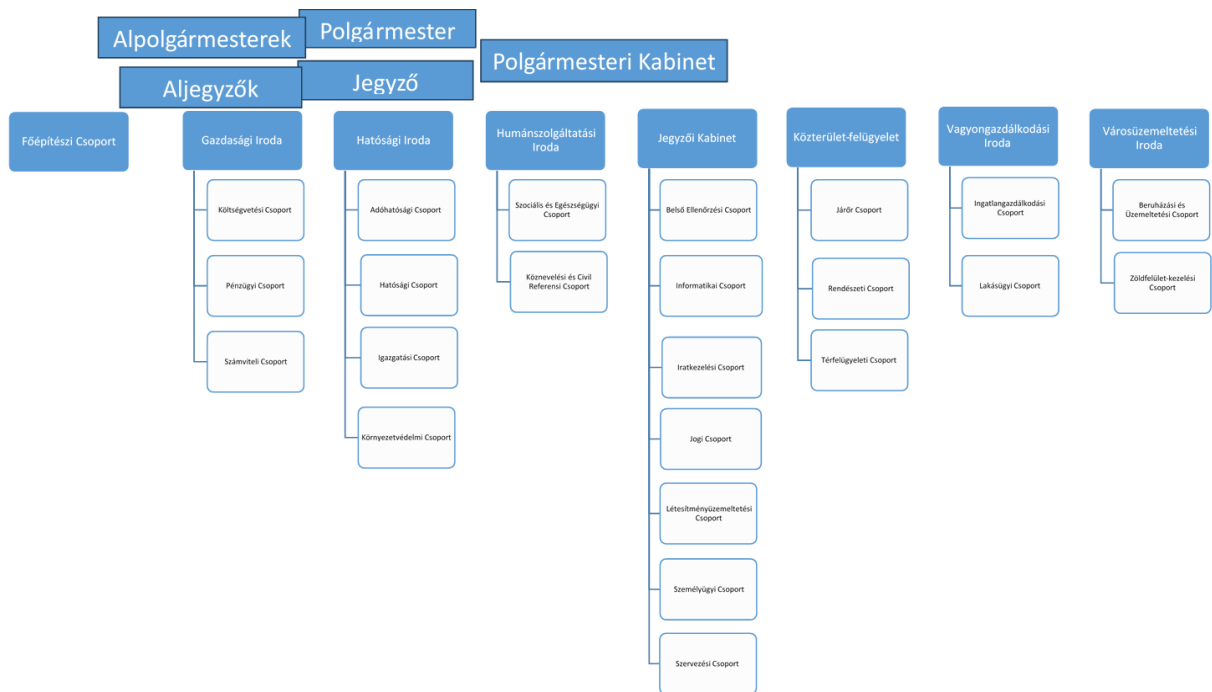 Polgármester
Alpolgármesterek
Polgármesteri Kabinet
Jegyző
Aljegyzők
Főépítészi Csoport
Gazdasági Iroda
Költségvetési Csoport
Pénzügyi Csoport
Számviteli Csoport
Hatósági Iroda
Adóhatósági Csoport
Hatósági Csoport
Igazgatási Csoport
Környezetvédelmi Csoport
Humánszolgáltatási
Iroda
Szociális és Egészségügyi
Csoport
Köznevelési és Civil
Referensi Csoport
Jegyzői Kabinet
Belső Ellenőrzési Csoport
Informatikai Csoport
Iratkezelési Csoport
Jogi Csoport
Létesítményüzemeltetési
Csoport
Személyügyi Csoport
Szervezési Csoport
Közterület-felügyelet
Járőr Csoport
Rendészeti Csoport
Térfelügyeleti Csoport
Vagyongazdálkodási
Iroda
Ingatlangazdálkodási
Csoport
Lakásügyi Csoport
Városüzemeltetési
Iroda
Beruházási és
Üzemeltetési Csoport
Zöldfelület-kezelési
Csoport